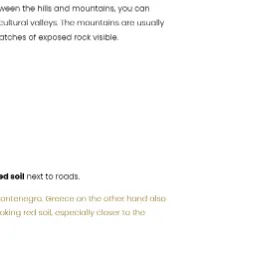 ween the hills and mountains, you can
cultural valleys. The mountains are usually
atches of exposed rock visible.
ed soil next to roads.
ontenegro. Greece on the other hand also
oking red soil, especially closer to the